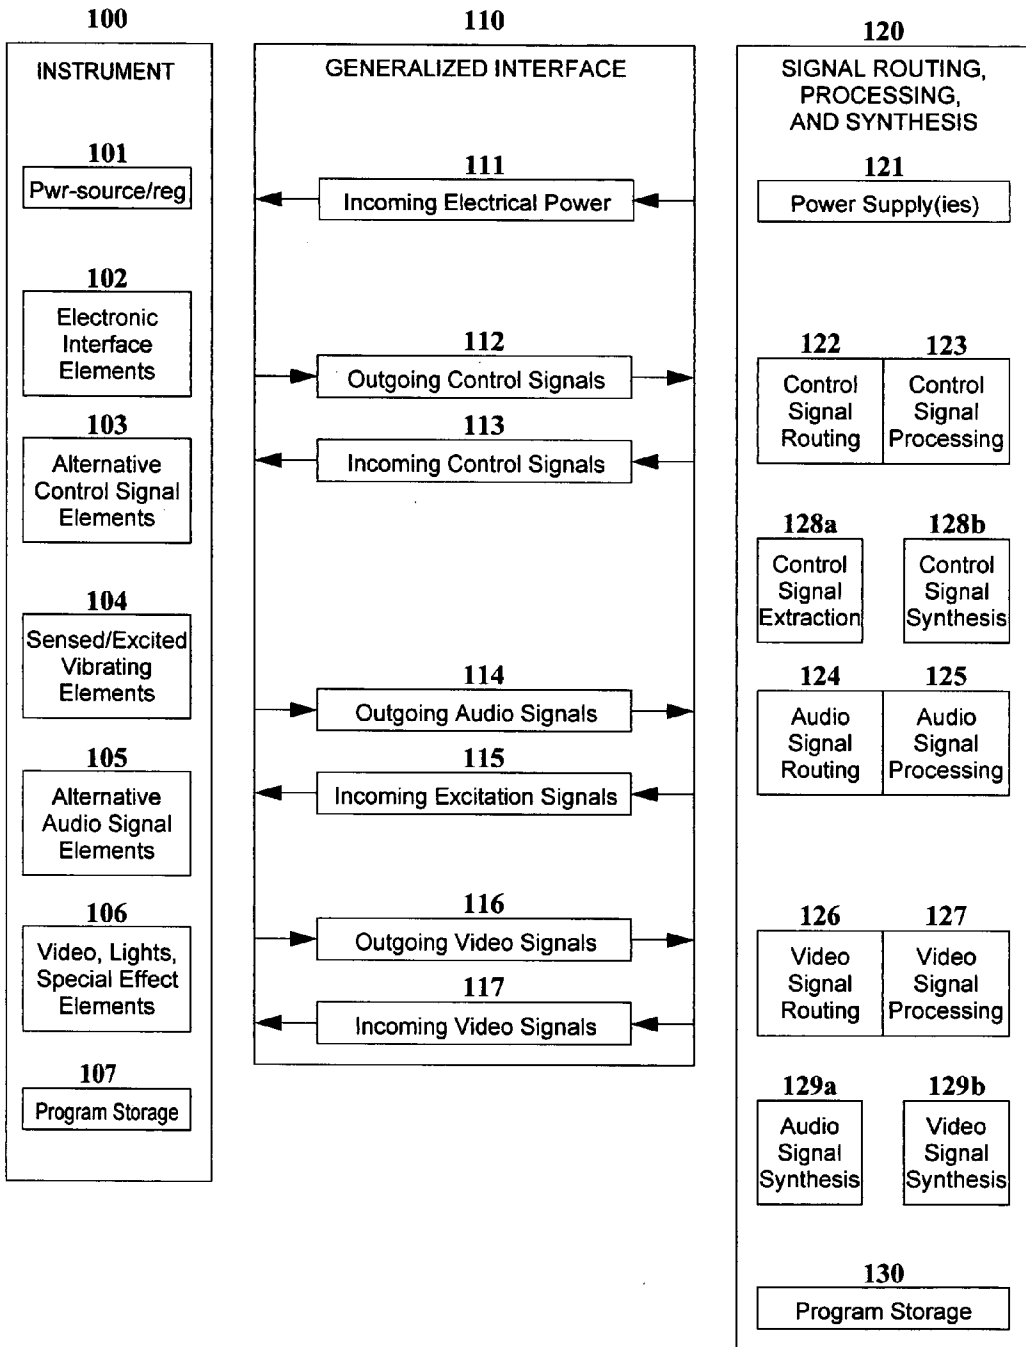 100
INSTRUMENT
101
Pwr-source/reg
102
Electronic
Interface
Elements
103
Alternative
Control Signal
Elements
104
Sensed/Excited
Vibrating
Elements
105
Alternative
Audio Signal
Elements
106
Video, Lights,
Special Effect
Elements
107
Program Storage
110
GENERALIZED INTERFACE
111
Incoming Electrical Power
112
Outgoing Control Signals
113
Incoming Control Signals
114
Outgoing Audio Signals
115
Incoming Excitation Signals
116
Outgoing Video Signals
117
Incoming Video Signals
120
SIGNAL ROUTING,
PROCESSING,
AND SYNTHESIS
121
Power Supply(ies)
122
Control
Signal
Routing
123
Control
Signal
Processing
128a
Control
Signal
Extraction
128b
Control
Signal
Synthesis
124
Audio
Signal
Routing
125
Audio
Signal
Processing
126
Video
Signal
Routing
127
Video
Signal
Processing
129a
Audio
Signal
Synthesis
129b
Video
Signal
Synthesis
130
Program Storage